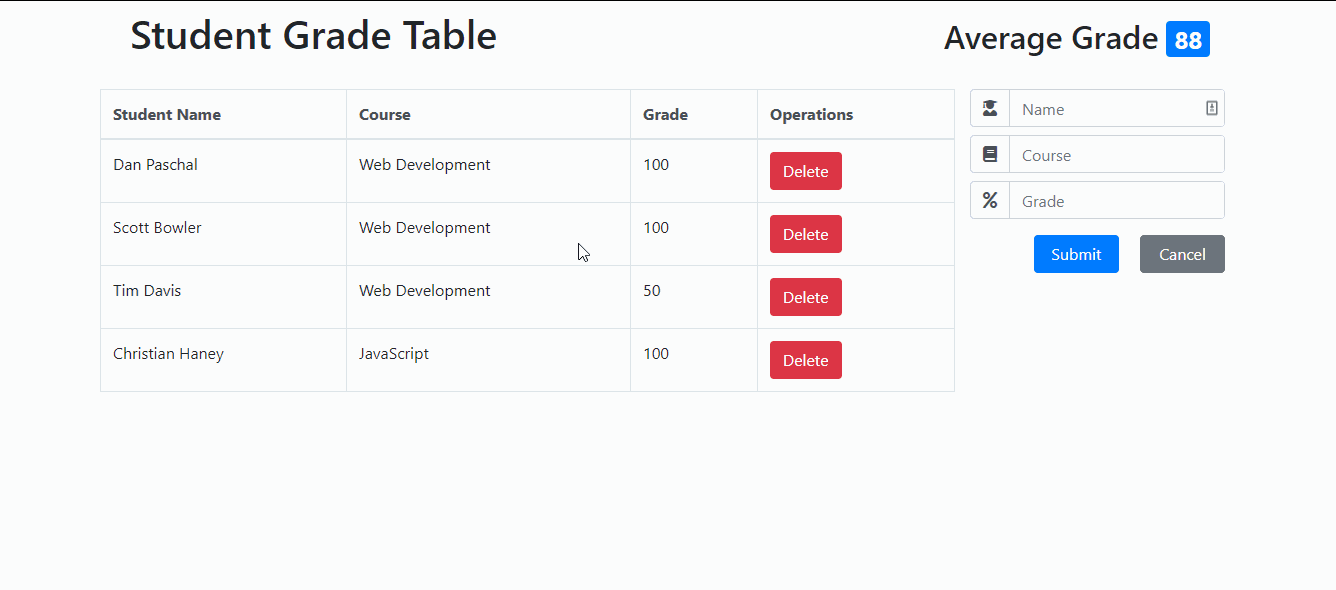 Student Grade Table
Average Grade 88
Student Name Course Grade Operations
Dan Paschal Web Development 100 Delete
Scott Bowler Web Development 100 Delete
Tim Davis Web Development 50 Delete
Christian Haney JavaScript 100 Delete
Name
Course
% Grade
Submit Cancel